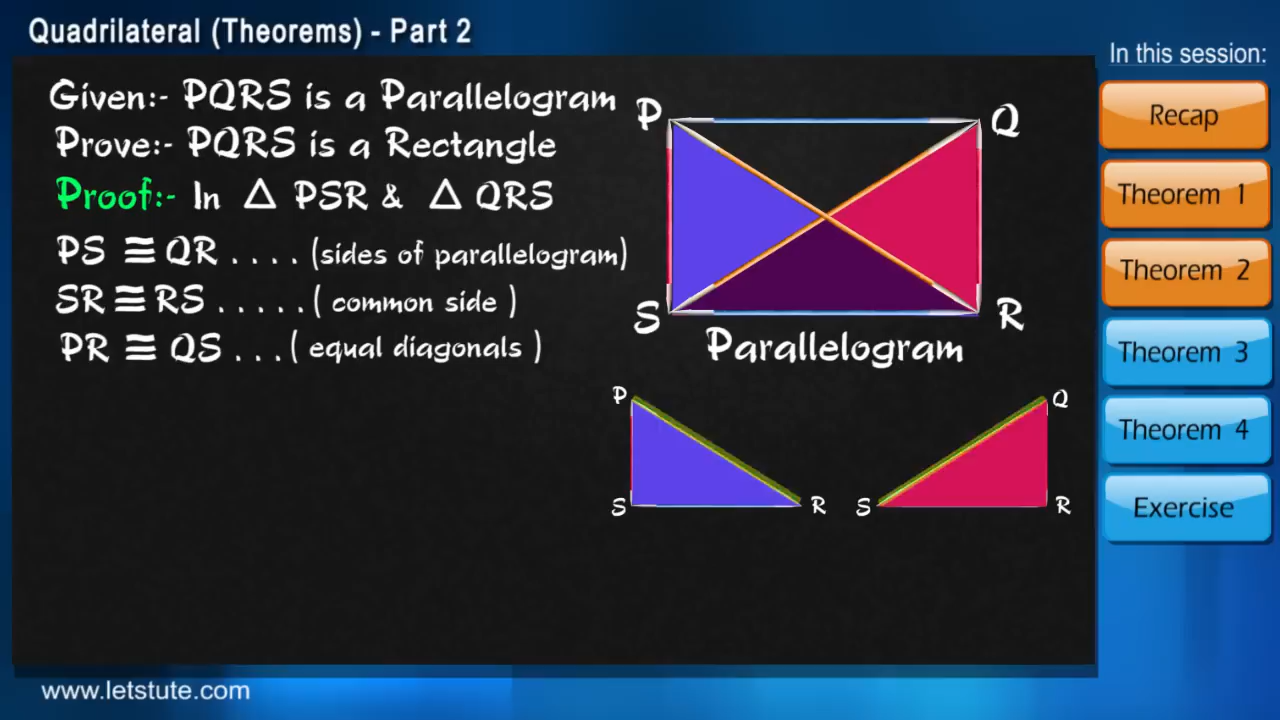 Quadrilateral (Theorems) - Part 2
Given:- PQRS is a Parallelogram
Prove:- PQRS is a Rectangle
Proof:- In △ PSR & △ QRS
PS ≅ QR . . . . (sides of parallelogram)
SR ≅ RS . . . . . ( common side )
PR ≅ QS . . . ( equal diagonals )
P
Q
S
R
Parallelogram
P
S
R
Q
S
R
In this session:
Recap
Theorem 1
Theorem 2
Theorem 3
Theorem 4
Exercise
www.letstute.com